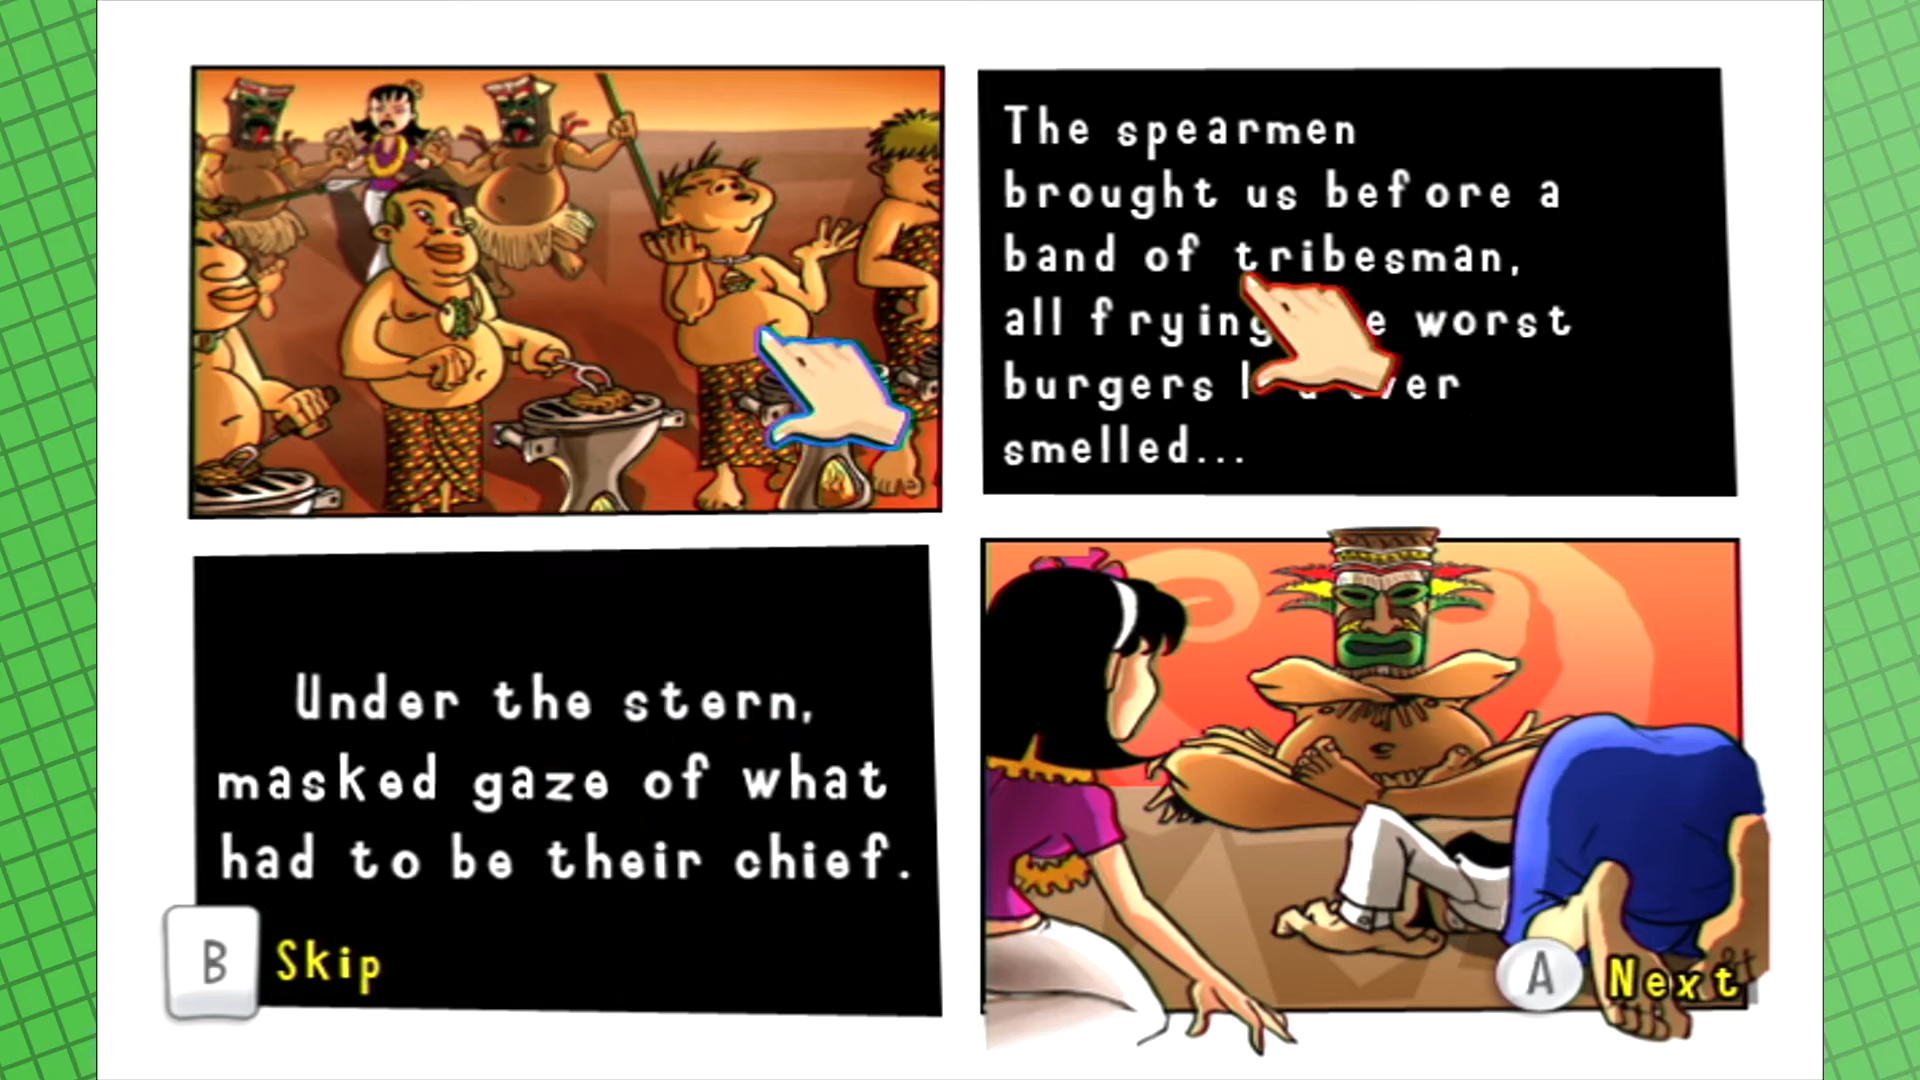 The spearmen
brought us before a
band of tribesman,
all frying worst
burgers
smelled...
Under the stern,
masked gaze of what
had to be their chief.
B Skip
A Next